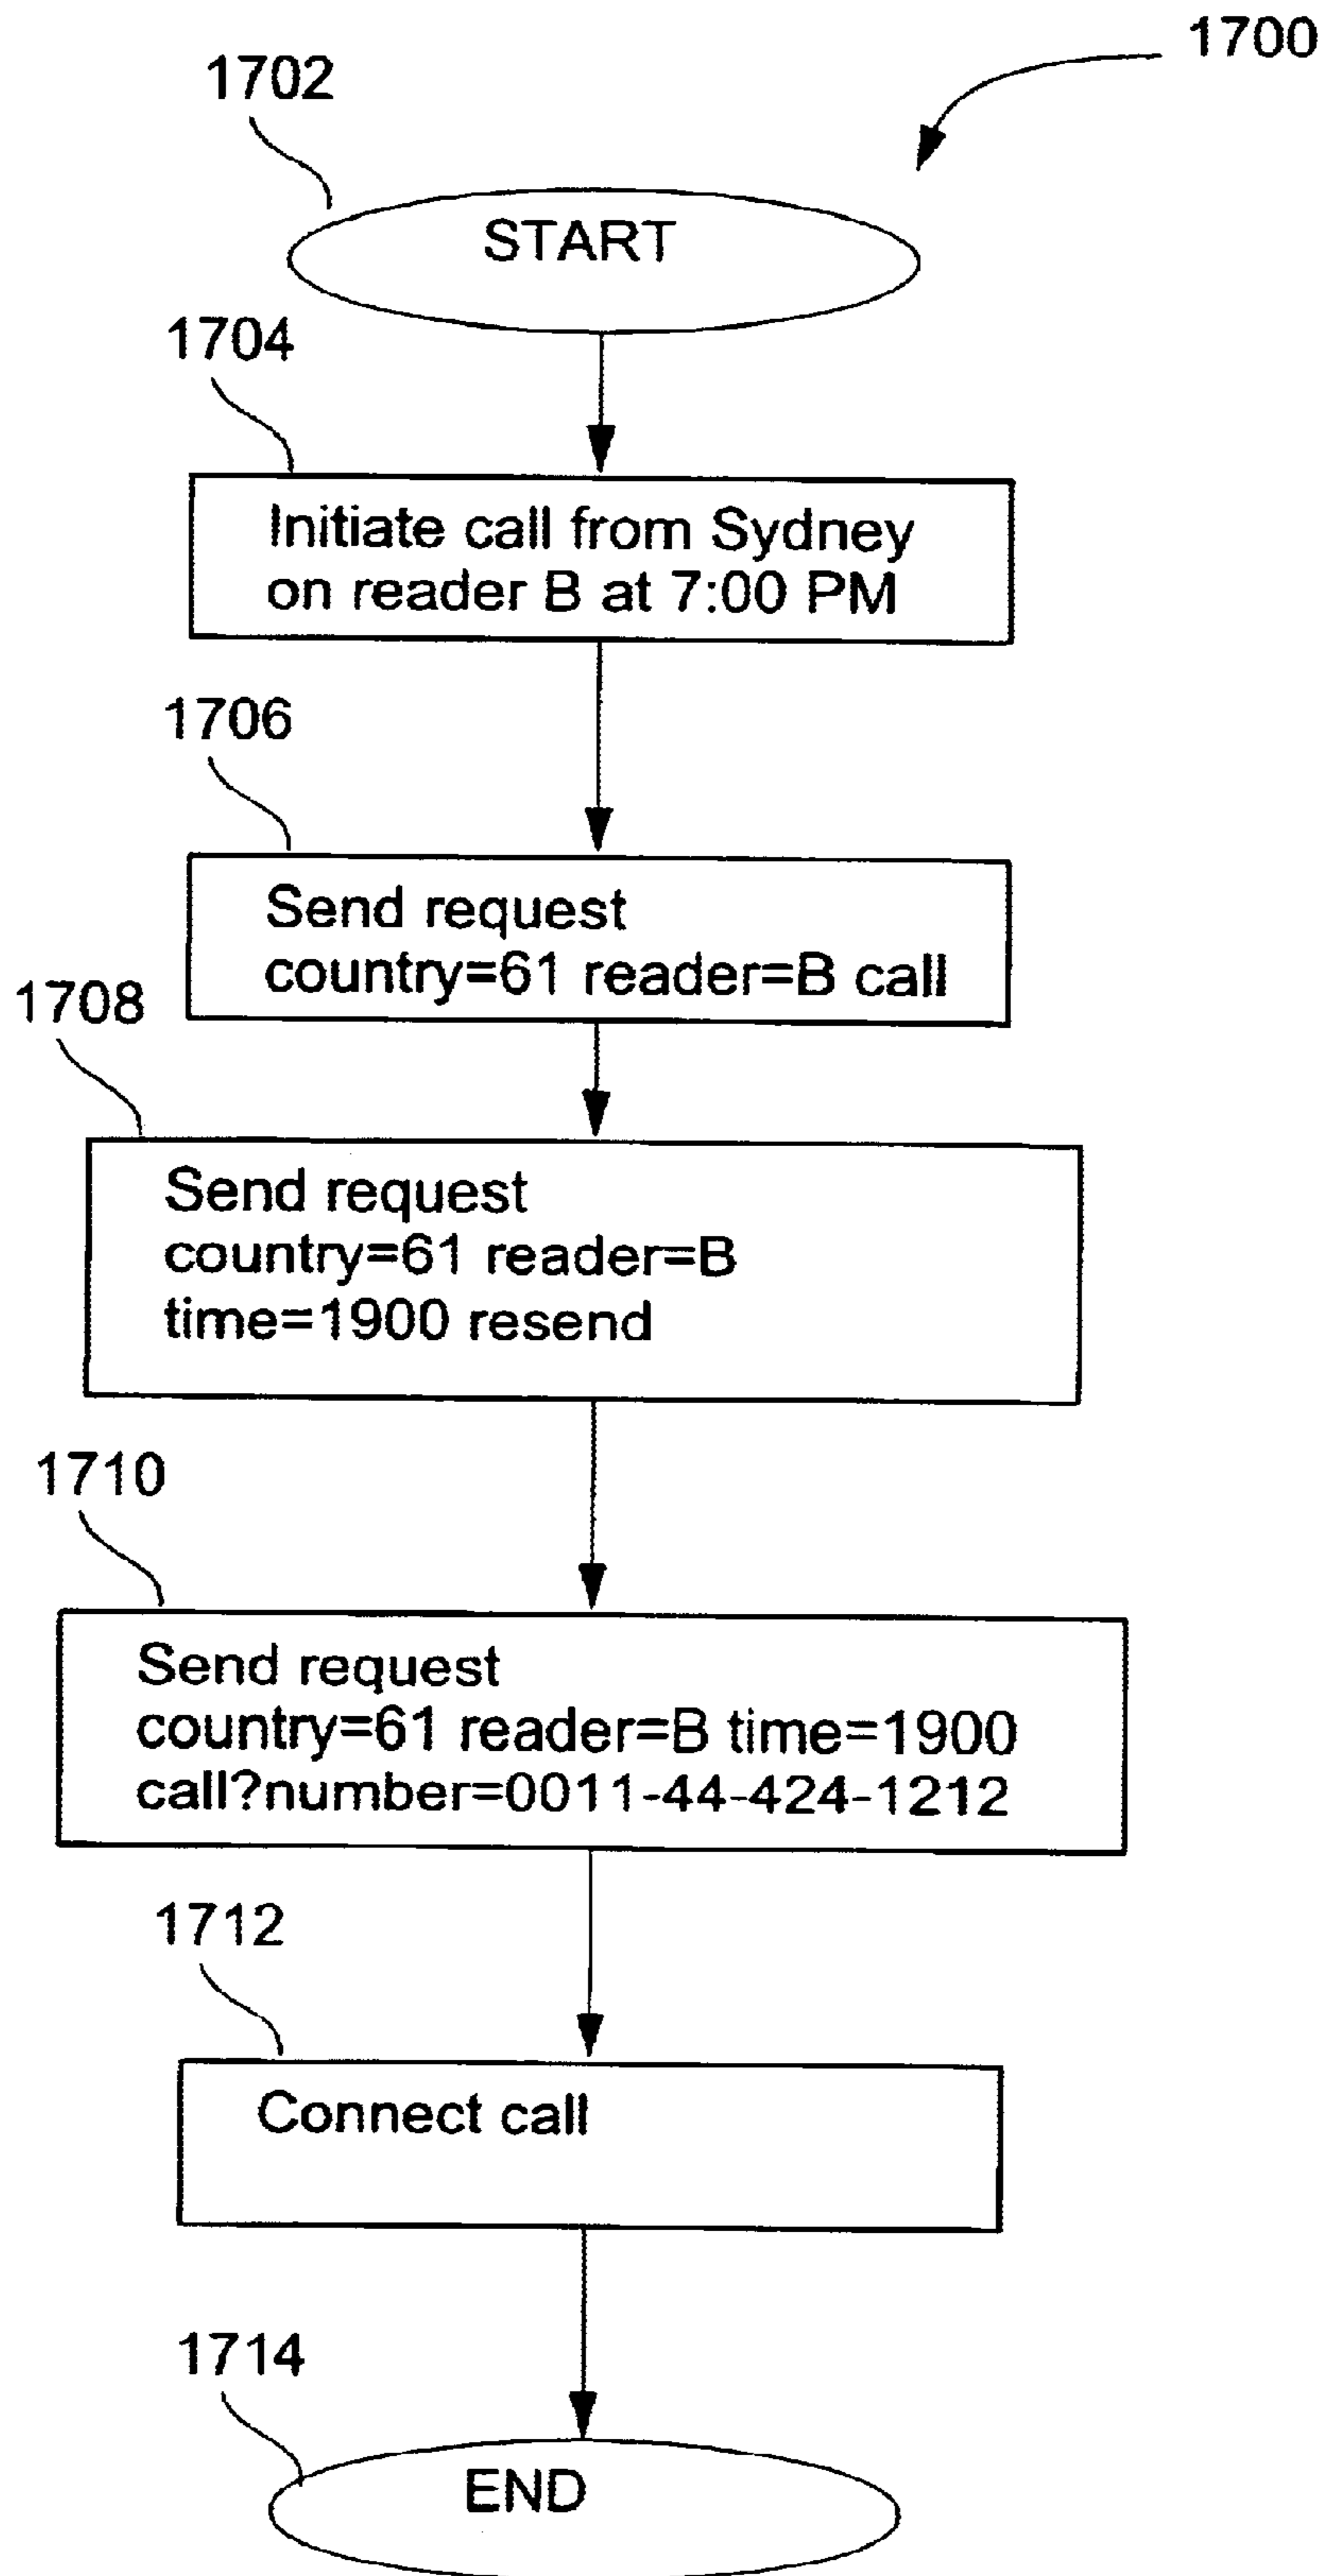 1700
1702
START
1704
Initiate call from Sydney
on reader B at 7:00 PM
1706
Send request
country=61 reader=B call
1708
Send request
country=61 reader=B
time=1900 resend
1710
Send request
country=61 reader=B time=1900
call?number=0011-44-424-1212
1712
Connect call
1714
END